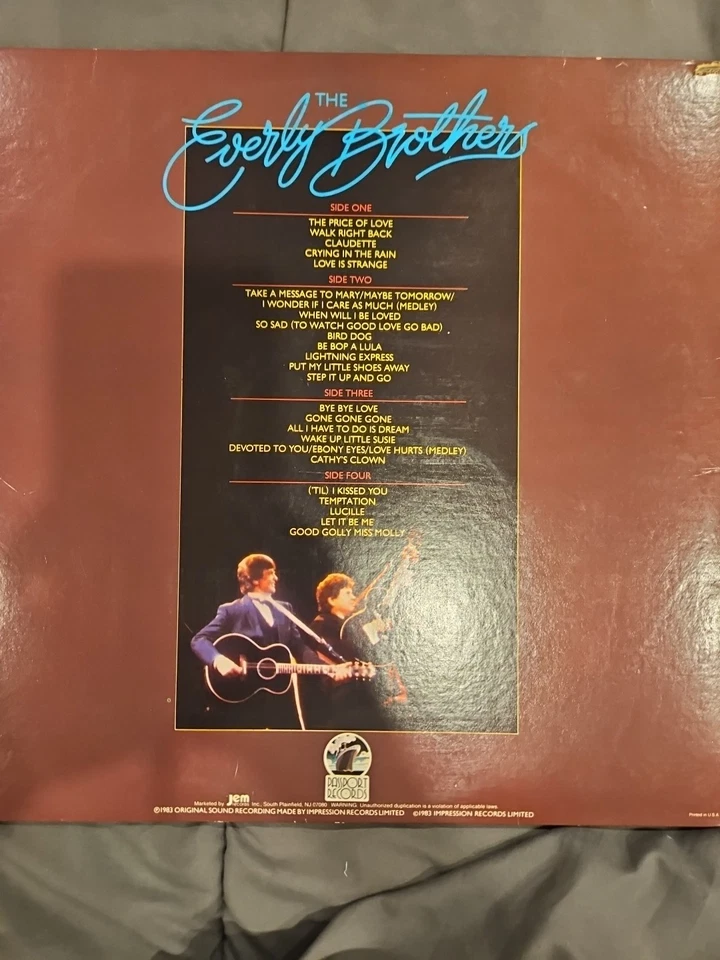 THE
Everly Brothers
SIDE ONE
THE PRICE OF LOVE
WALK RIGHT BACK
CLAUDETTE
CRYING IN THE RAIN
LOVE IS STRANGE
SIDE TWO
TAKE A MESSAGE TO MARY/MAYBE TOMORROW/
I WONDER IF I CARE AS MUCH (MEDLEY)
WHEN WILL I BE LOVED
SO SAD (TO WATCH GOOD LOVE GO BAD)
BIRD DOG
BE BOP A LULA
LIGHTNING EXPRESS
PUT MY LITTLE SHOES AWAY
STEP IT UP AND GO
SIDE THREE
BYE BYE LOVE
GONE GONE GONE
ALL I HAVE TO DO IS DREAM
WAKE UP LITTLE SUSIE
DEVOTED TO YOU/EBONY EYES/LOVE HURTS (MEDLEY)
CATHY'S CLOWN
SIDE FOUR
('TIL) I KISSED YOU
TEMPTATION
LUCILLE
LET IT BE ME
GOOD GOLLY MISS MOLLY
PASSPORT
RECORDS
Marketed by Jem Records, Inc., South Plainfield, NJ 07080 WARNING: Unauthorized duplication is a violation of applicable laws.
℗1983 ORIGINAL SOUND RECORDING MADE BY IMPRESSION RECORDS LIMITED ©1983 IMPRESSION RECORDS LIMITED
Printed in U.S.A.